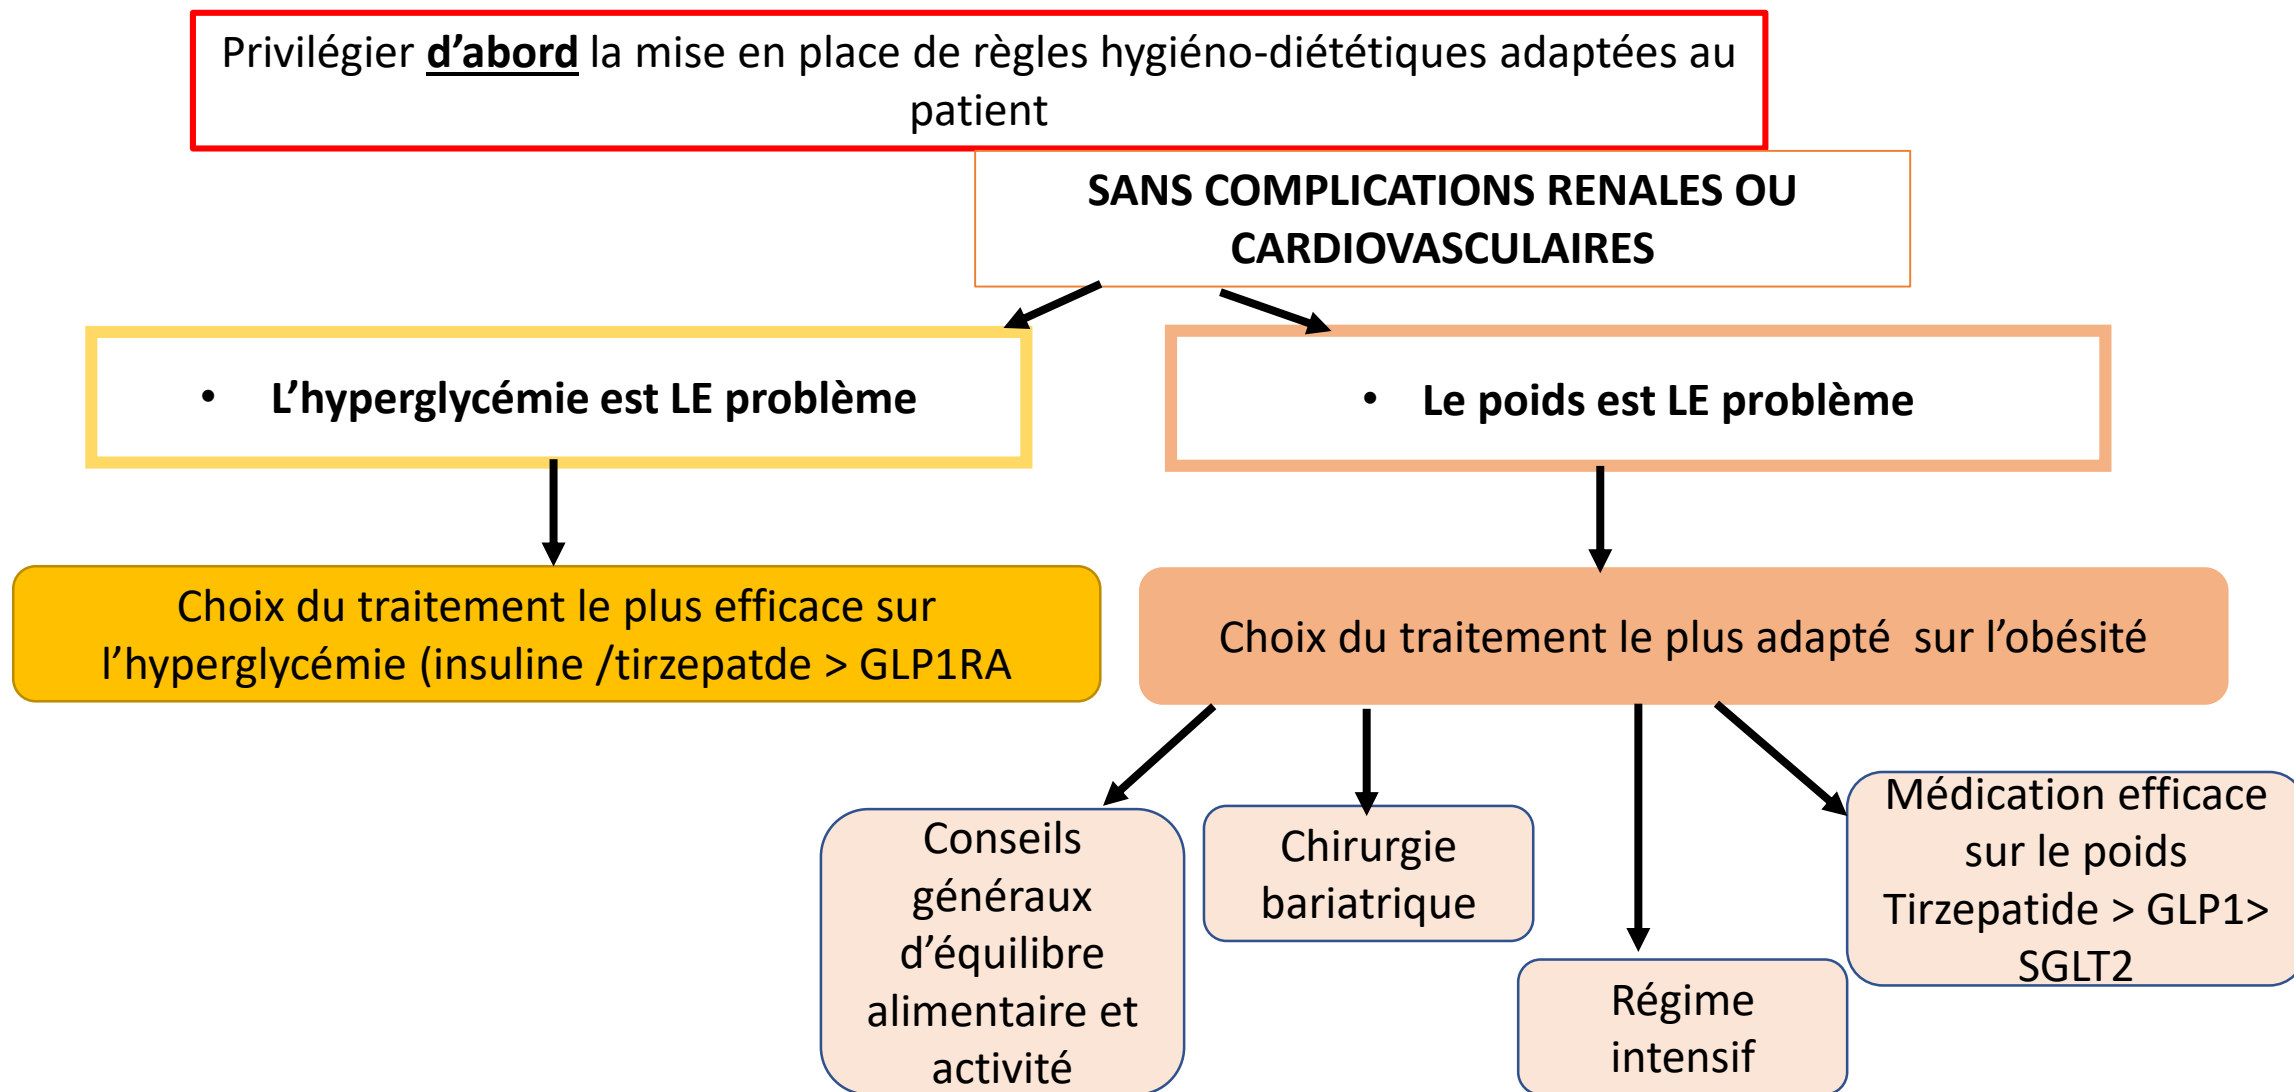 Privilégier d’abord la mise en place de règles hygiéno-diététiques adaptées au
patient
SANS COMPLICATIONS RENALES OU
CARDIOVASCULAIRES
• L’hyperglycémie est LE problème
• Le poids est LE problème
Choix du traitement le plus efficace sur
l’hyperglycémie (insuline /tirzepatde > GLP1RA
Choix du traitement le plus adapté  sur l’obésité
Conseils
généraux
d’équilibre
alimentaire et
activité
Chirurgie
bariatrique
Régime
intensif
Médication efficace
sur le poids
Tirzepatide > GLP1>
SGLT2